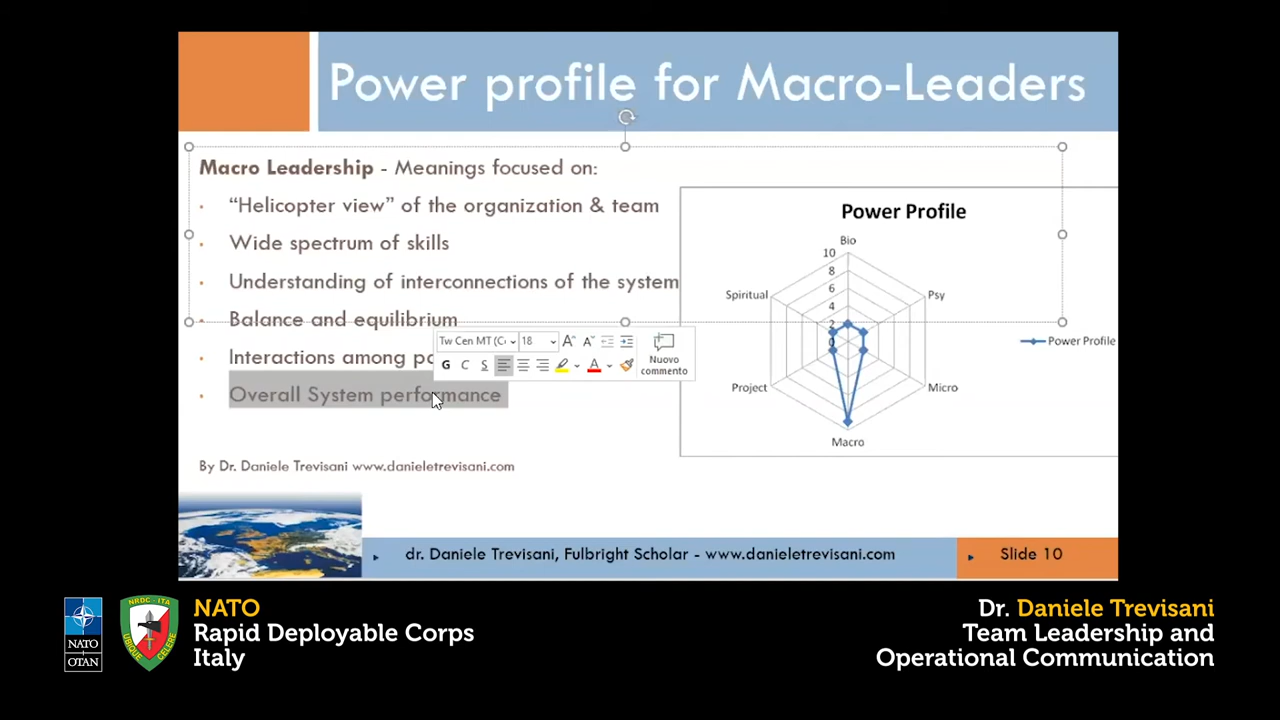 Power profile for Macro-Leaders
Macro Leadership - Meanings focused on:
• “Helicopter view” of the organization & team
• Wide spectrum of skills
• Understanding of interconnections of the system
• Balance and equilibrium
• Interactions among
• Overall System performance
Tw Cen MT (C 18
G C S A
Nuovo
commento
Power Profile
Bio
10
8
6
4
2
0
Spiritual
Psy
Project
Micro
Macro
Power Profile
By Dr. Daniele Trevisani www.danieletrevisani.com
dr. Daniele Trevisani, Fulbright Scholar - www.danieletrevisani.com
Slide 10
NATO
OTAN
NRDC - ITA
UBIQUE CELERE
NATO
Rapid Deployable Corps
Italy
Dr. Daniele Trevisani
Team Leadership and
Operational Communication